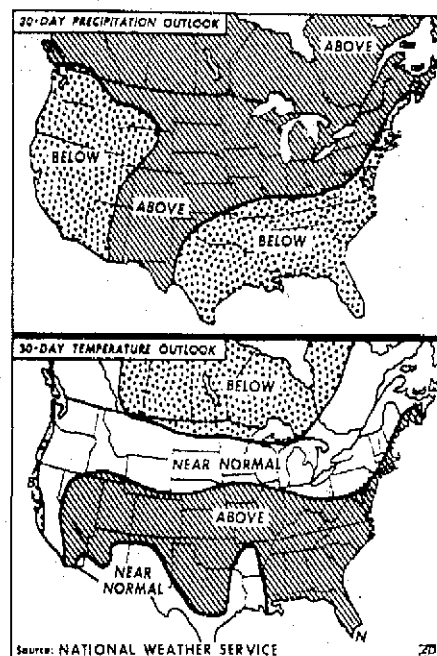 30-DAY PRECIPITATION OUTLOOK
ABOVE
BELOW
ABOVE
BELOW
30-DAY TEMPERATURE OUTLOOK
BELOW
NEAR NORMAL
ABOVE
NEAR
NORMAL
Source: NATIONAL WEATHER SERVICE